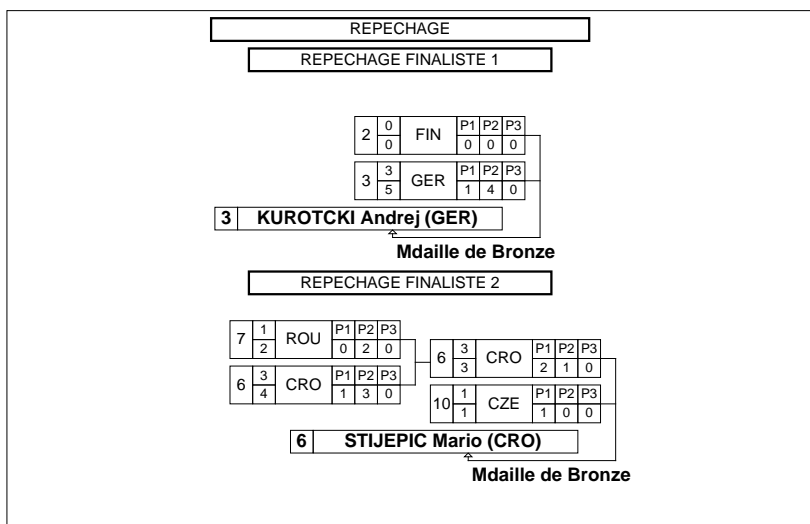 REPECHAGE
REPECHAGE FINALISTE 1
2 0 FIN P1 P2 P3
0 0 0 0
3 3 GER P1 P2 P3
5 1 4 0
3 KUROTCKI Andrej (GER)
Mdaille de Bronze
REPECHAGE FINALISTE 2
7 1 ROU P1 P2 P3
2 0 2 0
6 3 CRO P1 P2 P3
3 2 1 0
6 3 CRO P1 P2 P3
4 1 3 0
10 1 CZE P1 P2 P3
1 1 0 0
6 STIJEPIC Mario (CRO)
Mdaille de Bronze